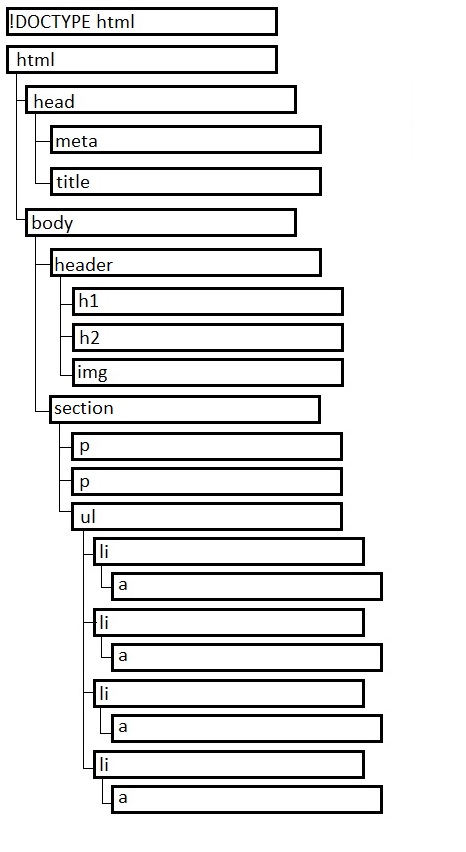 !DOCTYPE html
html
head
meta
title
body
header
h1
h2
img
section
p
p
ul
li
a
li
a
li
a
li
a